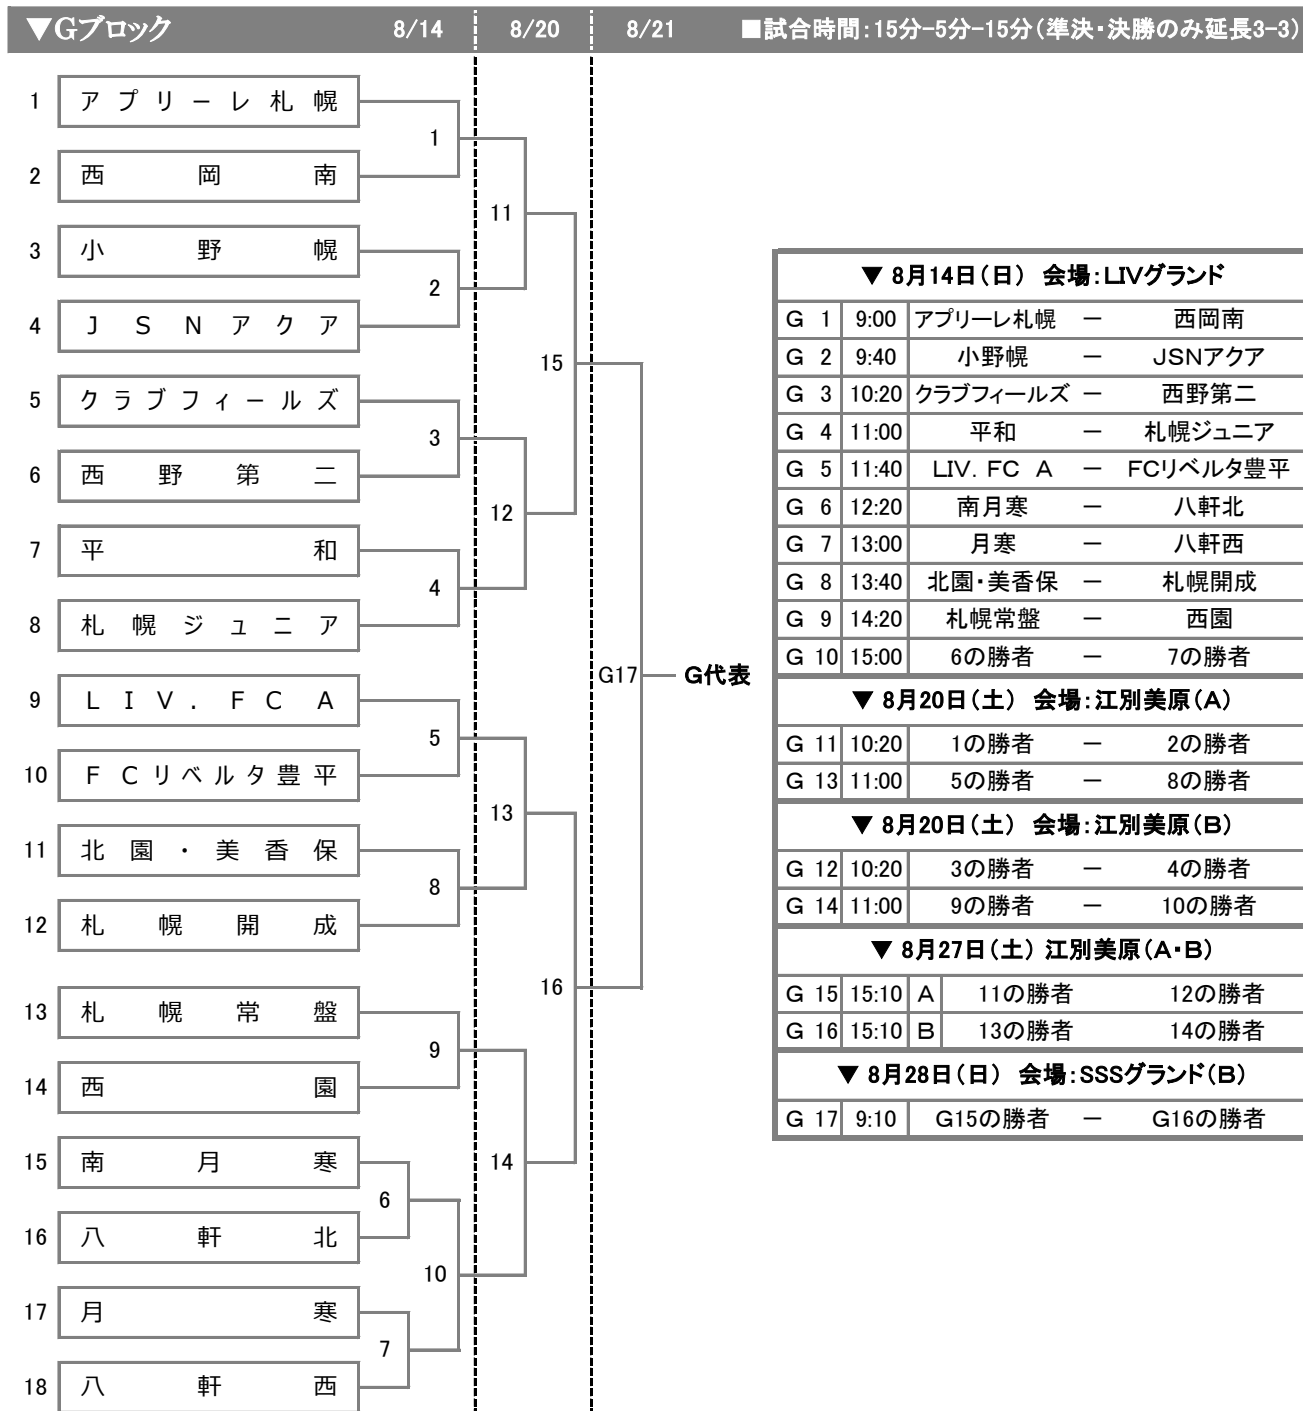 ▼Gブロック 8/14 8/20 8/21 ■試合時間:15分-5分-15分(準決・決勝のみ延長3-3)
1 アプリーレ札幌
1
2 西岡南
11
3 小野幌
2
4 JSNアクア
15
5 クラブフィールズ
3
6 西野第二
12
7 平和
4
8 札幌ジュニア
G17 G代表
9 LIV.FCA
5
10 FCリベルタ豊平
13
11 北園・美香保
8
12 札幌開成
16
13 札幌常盤
9
14 西園
15 南月寒
14
6
16 八軒北
10
17 月寒
7
18 八軒西
▼ 8月14日(日) 会場:LIVグランド
G 1 9:00 アプリーレ札幌 − 西岡南
G 2 9:40 小野幌 − JSNアクア
G 3 10:20 クラブフィールズ − 西野第二
G 4 11:00 平和 − 札幌ジュニア
G 5 11:40 LIV.FC A − FCリベルタ豊平
G 6 12:20 南月寒 − 八軒北
G 7 13:00 月寒 − 八軒西
G 8 13:40 北園・美香保 − 札幌開成
G 9 14:20 札幌常盤 − 西園
G 10 15:00 6の勝者 − 7の勝者
▼ 8月20日(土) 会場:江別美原(A)
G 11 10:20 1の勝者 − 2の勝者
G 13 11:00 5の勝者 − 8の勝者
▼ 8月20日(土) 会場:江別美原(B)
G 12 10:20 3の勝者 − 4の勝者
G 14 11:00 9の勝者 − 10の勝者
▼ 8月27日(土) 江別美原(A・B)
G 15 15:10 A 11の勝者 12の勝者
G 16 15:10 B 13の勝者 14の勝者
▼ 8月28日(日) 会場:SSSグランド(B)
G 17 9:10 G15の勝者 − G16の勝者